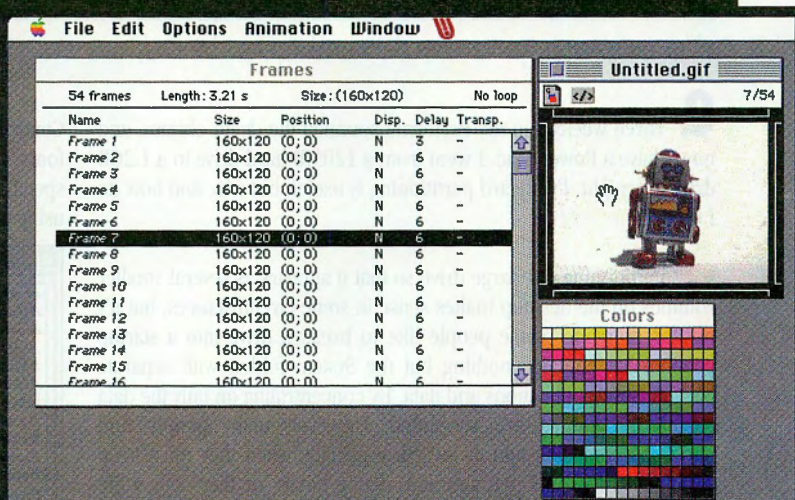 File Edit Options Animation Window
Frames
54 frames Length: 3.21 s Size: (160x120) No loop
Name Size Position Disp. Delay Transp.
Frame 1 160x120 (0; 0) N 3 -
160x120 (0; 0) N 6 -
Frame 3 160x120 (0; 0) N 6 -
160x120 (0; 0) N 6 -
Frame 5 160x120 (0; 0) N 6 -
Frame 6 160x120 (0; 0) N 6 -
Frame 7 160x120 (0; 0) N 6 -
Frame 8 160x120 (0; 0) N 6 -
Frame 9 160x120 (0; 0) N 6 -
Frame 10 160x120 (0; 0) N 6 -
Frame 11 160x120 (0; 0) N 6 -
Frame 12 160x120 (0; 0) N 6 -
Frame 13 160x120 (0; 0) N 6 -
Frame 14 160x120 (0; 0) N 6 -
Frame 15 160x120 (0; 0) N 6 -
Frame 16 160x120 (0; 0) N 6 -
Untitled.gif
</> 7/54
Colors